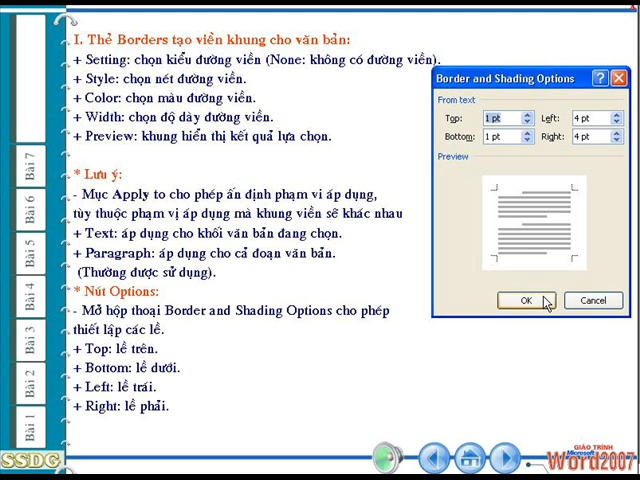 I. Thẻ Borders tạo viền khung cho văn bản:
+ Setting: chọn kiểu đường viền (None: không có đường viền).
+ Style: chọn nét đường viền.
+ Color: chọn màu đường viền.
+ Width: chọn độ dày đường viền.
+ Preview: khung hiển thị kết quả lựa chọn.
* Lưu ý:
- Mục Apply to cho phép ấn định phạm vi áp dụng,
tùy thuộc phạm vị áp dụng mà khung viền sẽ khác nhau
+ Text: áp dụng cho khối văn bản đang chọn.
+ Paragraph: áp dụng cho cả đoạn văn bản.
(Thường được sử dụng).
* Nút Options:
- Mở hộp thoại Border and Shading Options cho phép
thiết lập các lề.
+ Top: lề trên.
+ Bottom: lề dưới.
+ Left: lề trái.
+ Right: lề phải.
Border and Shading Options
From text
Top: 1 pt Left: 4 pt
Bottom: 1 pt Right: 4 pt
Preview
OK Cancel
Bài 7
Bài 6
Bài 5
Bài 4
Bài 3
Bài 2
Bài 1
SSDG
GIÁO TRÌNH
Microsoft
Word2007